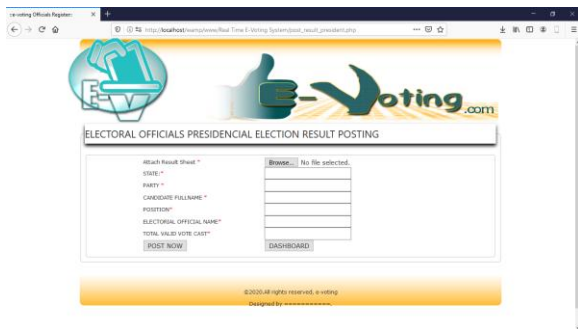 e-voting Officials Register:
http://localhost/wamp/www/Real Time E-Voting System/post_result_president.php
E-V
E-Voting.com
ELECTORAL OFFICIALS PRESIDENCIAL ELECTION RESULT POSTING
Attach Result Sheet *
Browse... No file selected.
STATE:*
PARTY *
CANDIDATE FULLNAME *
POSITION*
ELECTORIAL OFFICIAL NAME*
TOTAL VALID VOTE CAST*
POST NOW DASHBOARD
©2020.All rights reserved, e-voting
Designed by ~~~~~~~~~~~.